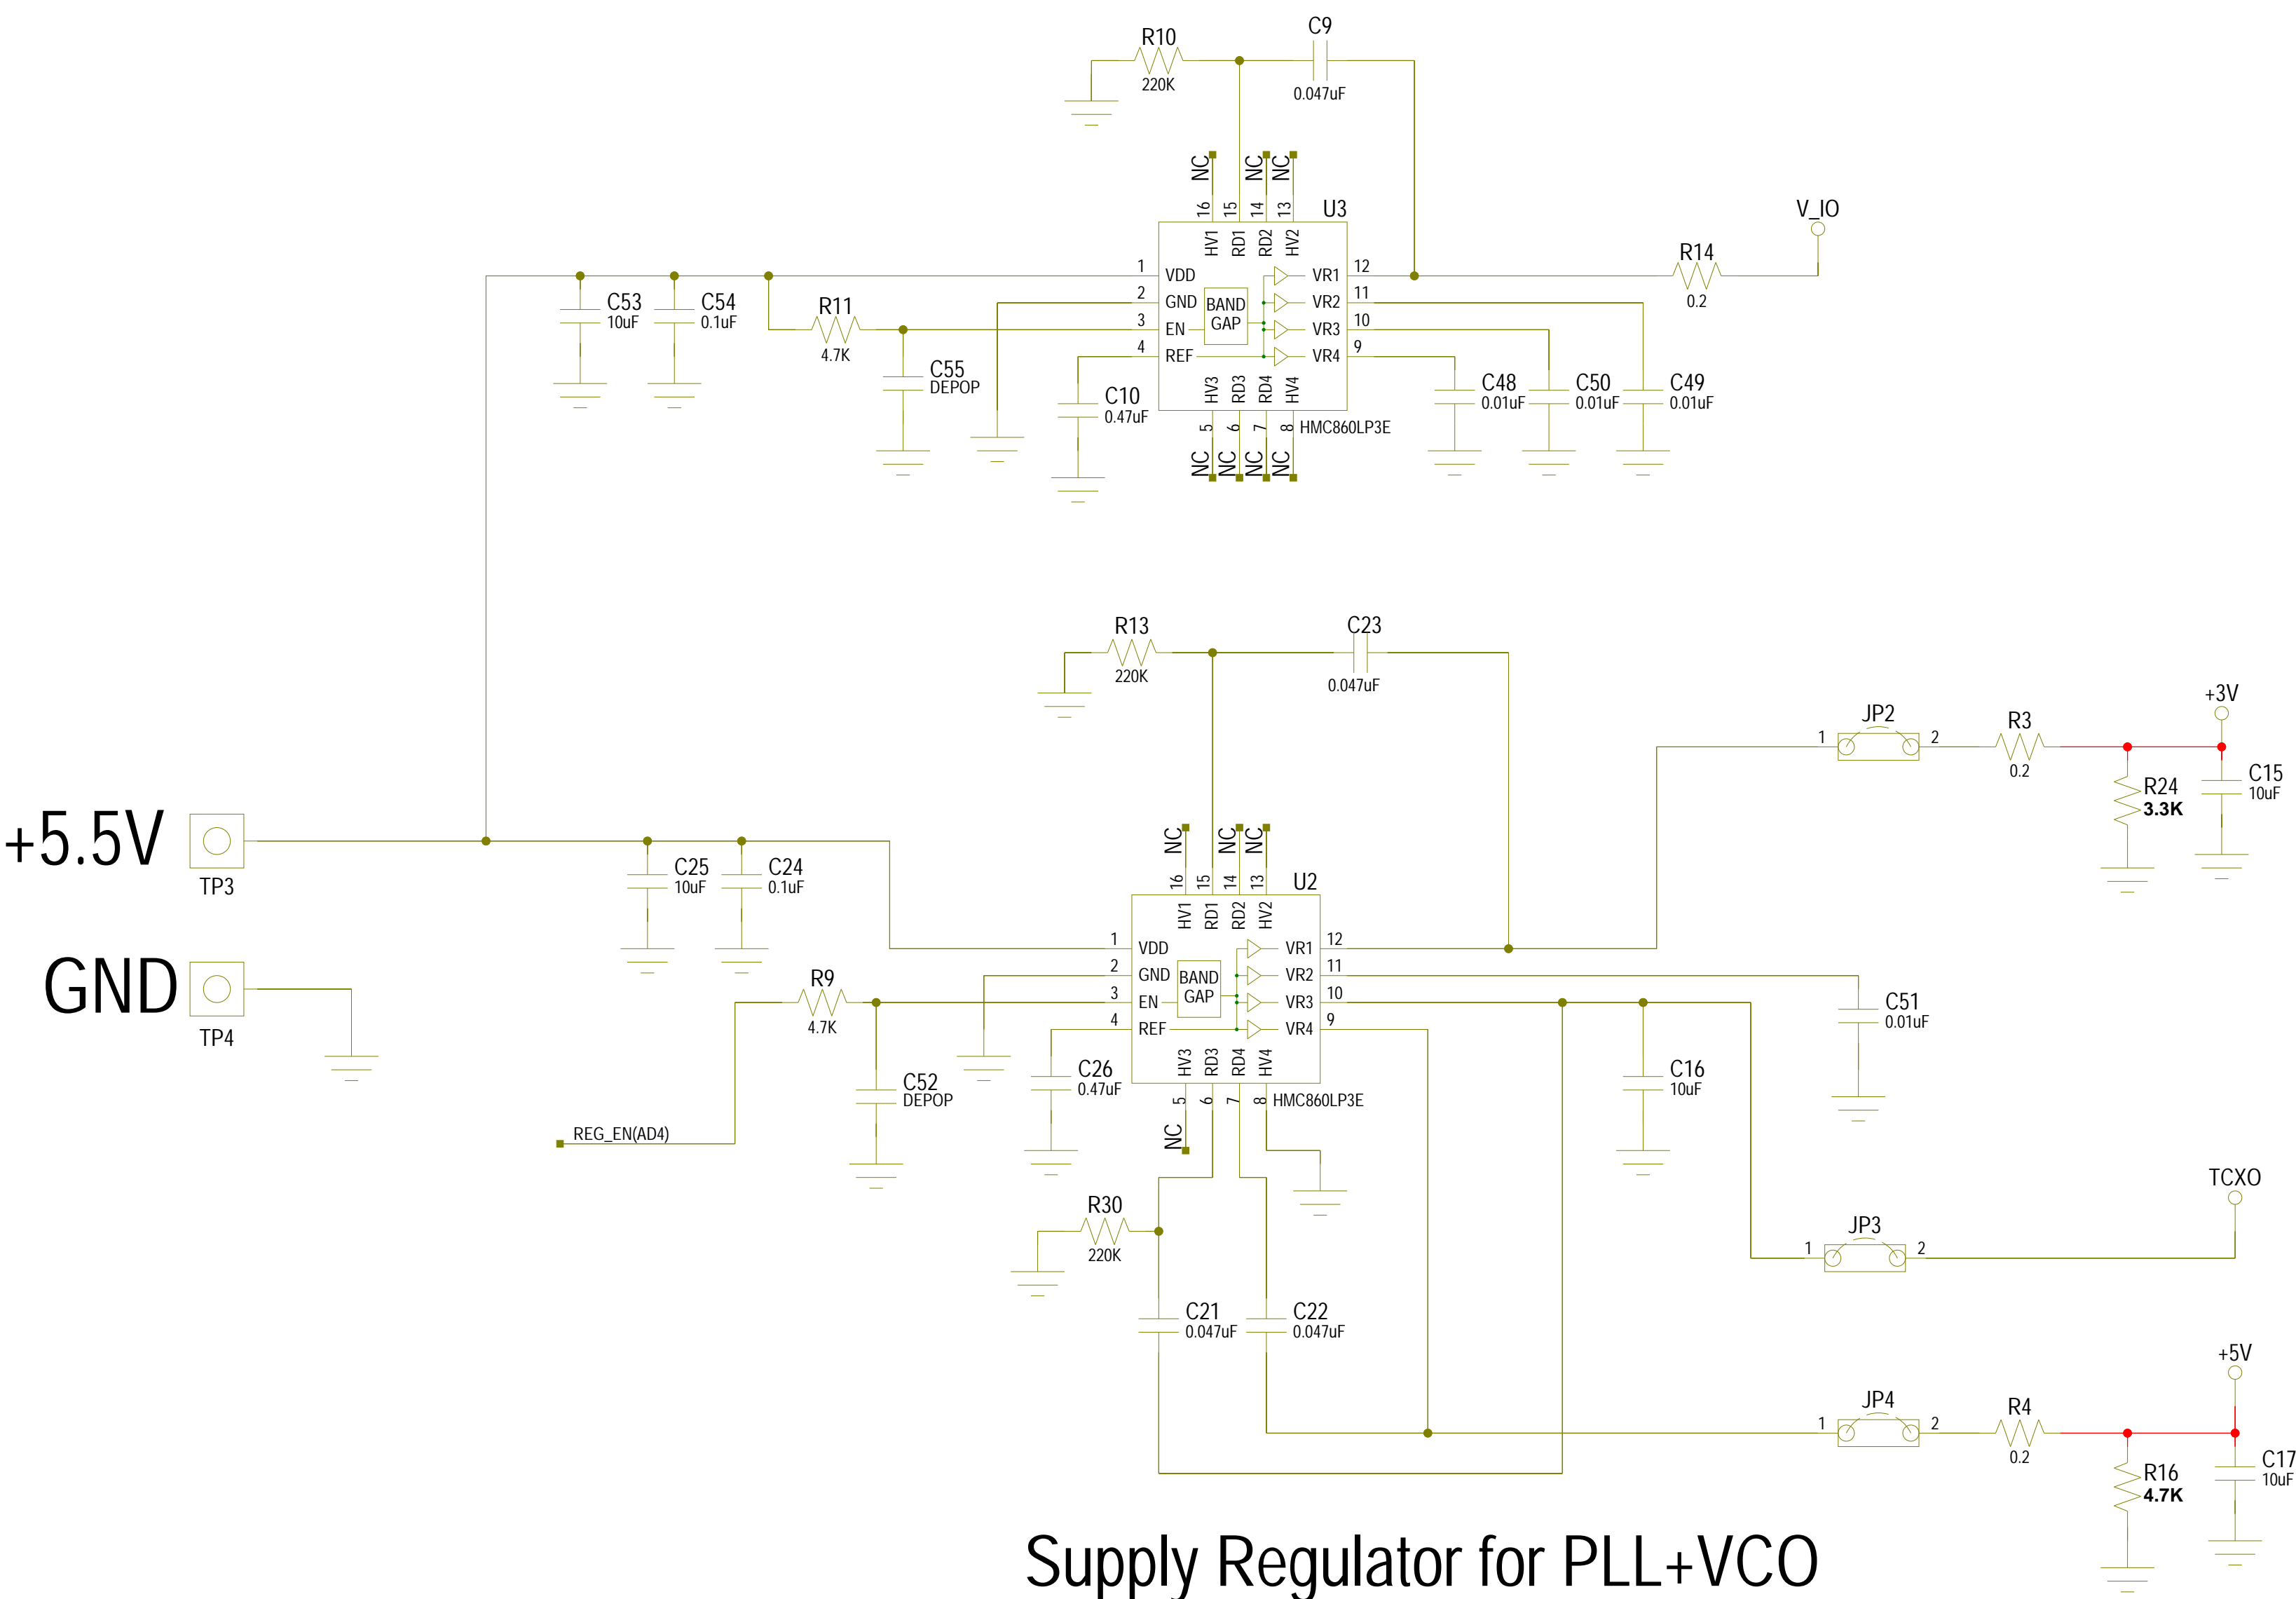 C9
R10
220K
0.047uF
NC
NC
NC
16
15
14
13
U3
HV1
RD1
RD2
HV2
V_IO
R14
0.2
1
VDD
VR1
12
2
GND
BAND
GAP
VR2
11
3
EN
VR3
10
4
REF
VR4
9
C53
10uF
C54
0.1uF
R11
4.7K
C55
DEPOP
C10
0.47uF
HV3
RD3
RD4
HV4
5
6
7
8
HMC860LP3E
NC
NC
NC
NC
C48
0.01uF
C50
0.01uF
C49
0.01uF
R13
220K
C23
0.047uF
+3V
JP2
1
2
R3
0.2
R24
3.3K
C15
10uF
+5.5V
TP3
C25
10uF
C24
0.1uF
NC
NC
NC
16
15
14
13
U2
HV1
RD1
RD2
HV2
1
VDD
VR1
12
2
GND
BAND
GAP
VR2
11
3
EN
VR3
10
4
REF
VR4
9
GND
TP4
R9
4.7K
C52
DEPOP
C26
0.47uF
HV3
RD3
RD4
HV4
5
6
7
8
HMC860LP3E
NC
C16
10uF
C51
0.01uF
REG_EN(AD4)
R30
220K
TCXO
JP3
1
2
C21
0.047uF
C22
0.047uF
+5V
JP4
1
2
R4
0.2
R16
4.7K
C17
10uF
Supply Regulator for PLL+VCO